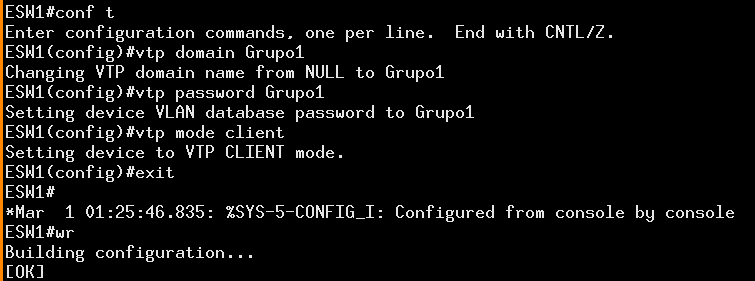 ESW1#conf t
Enter configuration commands, one per line.  End with CNTL/Z.
ESW1(config)#vtp domain Grupo1
Changing VTP domain name from NULL to Grupo1
ESW1(config)#vtp password Grupo1
Setting device VLAN database password to Grupo1
ESW1(config)#vtp mode client
Setting device to VTP CLIENT mode.
ESW1(config)#exit
ESW1#
*Mar  1 01:25:46.835: %SYS-5-CONFIG_I: Configured from console by console
ESW1#wr
Building configuration...
[OK]